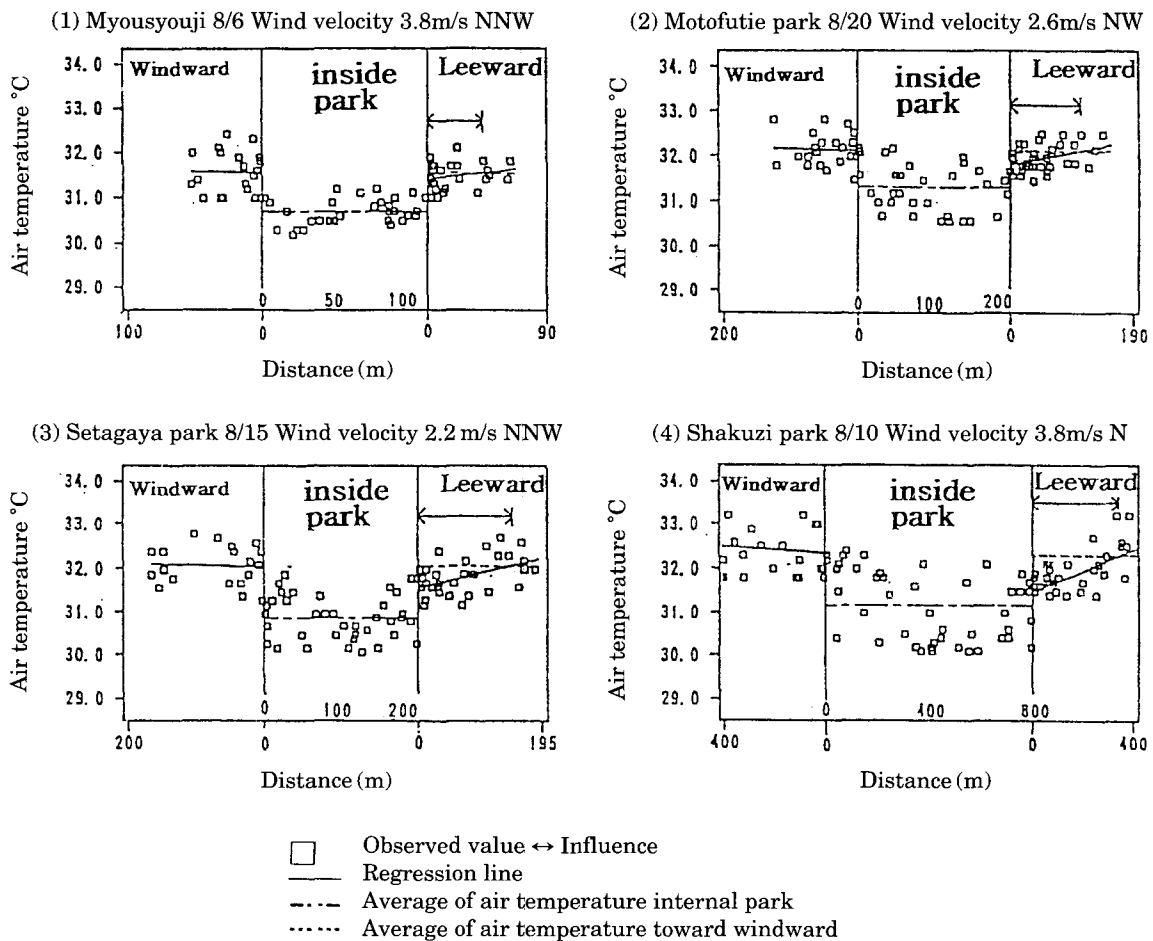 (1) Myousyouji 8/6 Wind velocity 3.8m/s NNW
Air temperature °C
34.0
33.0
32.0
31.0
30.0
29.0
Windward
inside
park
Leeward
0 50 100
100 0 0 90
Distance (m)
(2) Motofutie park 8/20 Wind velocity 2.6m/s NW
Air temperature °C
34.0
33.0
32.0
31.0
30.0
29.0
Windward
inside
park
Leeward
0 100 200
200 0 0 190
Distance (m)
(3) Setagaya park 8/15 Wind velocity 2.2 m/s NNW
Air temperature °C
34.0
33.0
32.0
31.0
30.0
29.0
Windward
inside
park
Leeward
0 100 200
200 0 0 195
Distance (m)
(4) Shakuzi park 8/10 Wind velocity 3.8m/s N
Air temperature °C
34.0
33.0
32.0
31.0
30.0
29.0
Windward
inside
park
Leeward
0 400 800
400 0 0 400
Distance (m)
Observed value ↔ Influence
Regression line
Average of air temperature internal park
Average of air temperature toward windward